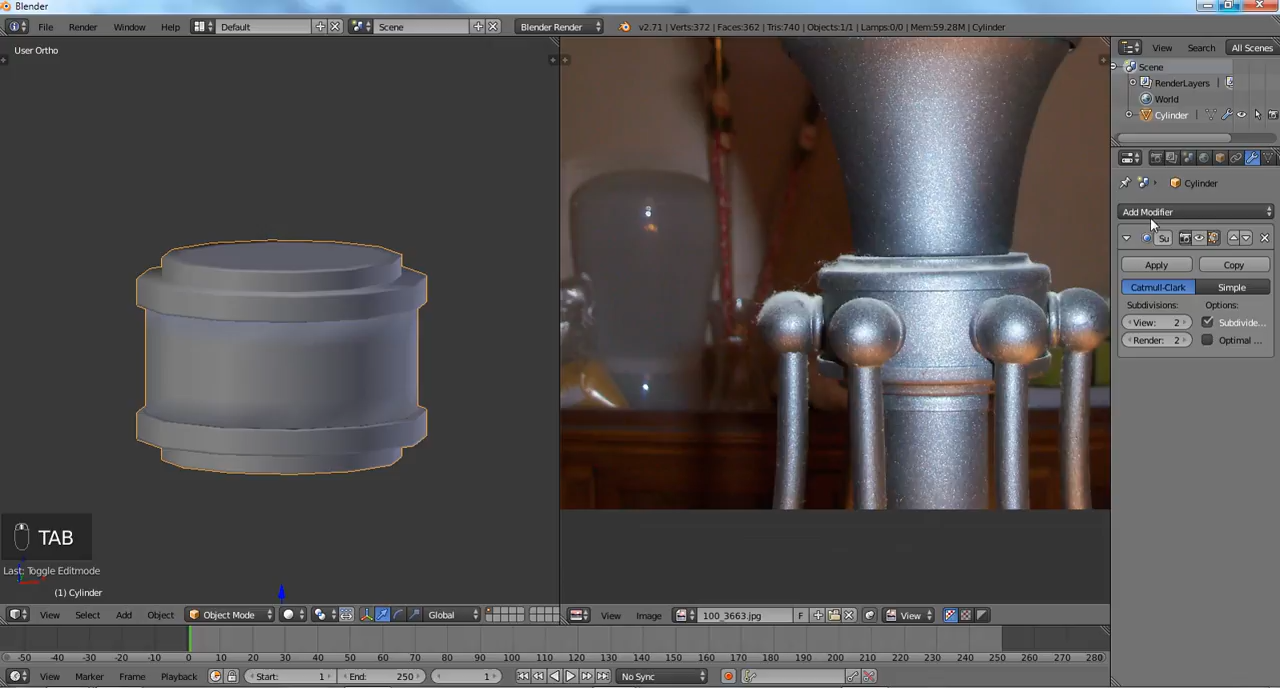 Blender
File Render Window Help Default Scene Blender Render v2.71 | Verts:372 | Faces:362 | Tris:740 | Objects:1/1 | Lamps:0/0 | Mem:59.28M | Cylinder
User Ortho
View Search All Scenes
Scene
RenderLayers
World
Cylinder
Cylinder
Add Modifier
Su
Apply Copy
Catmull-Clark Simple
Subdivisions: Options:
View: 2 Subdivide...
Render: 2 Optimal ...
TAB
Last: Toggle Editmode
(1) Cylinder
View Select Add Object Object Mode Global View Image 100_3663.jpg F View
-50 -40 -30 -20 -10 0 10 20 30 40 50 60 70 80 90 100 110 120 130 140 150 160 170 180 190 200 210 220 230 240 250 260 270 280
View Marker Frame Playback Start: 1 End: 250 1 No Sync